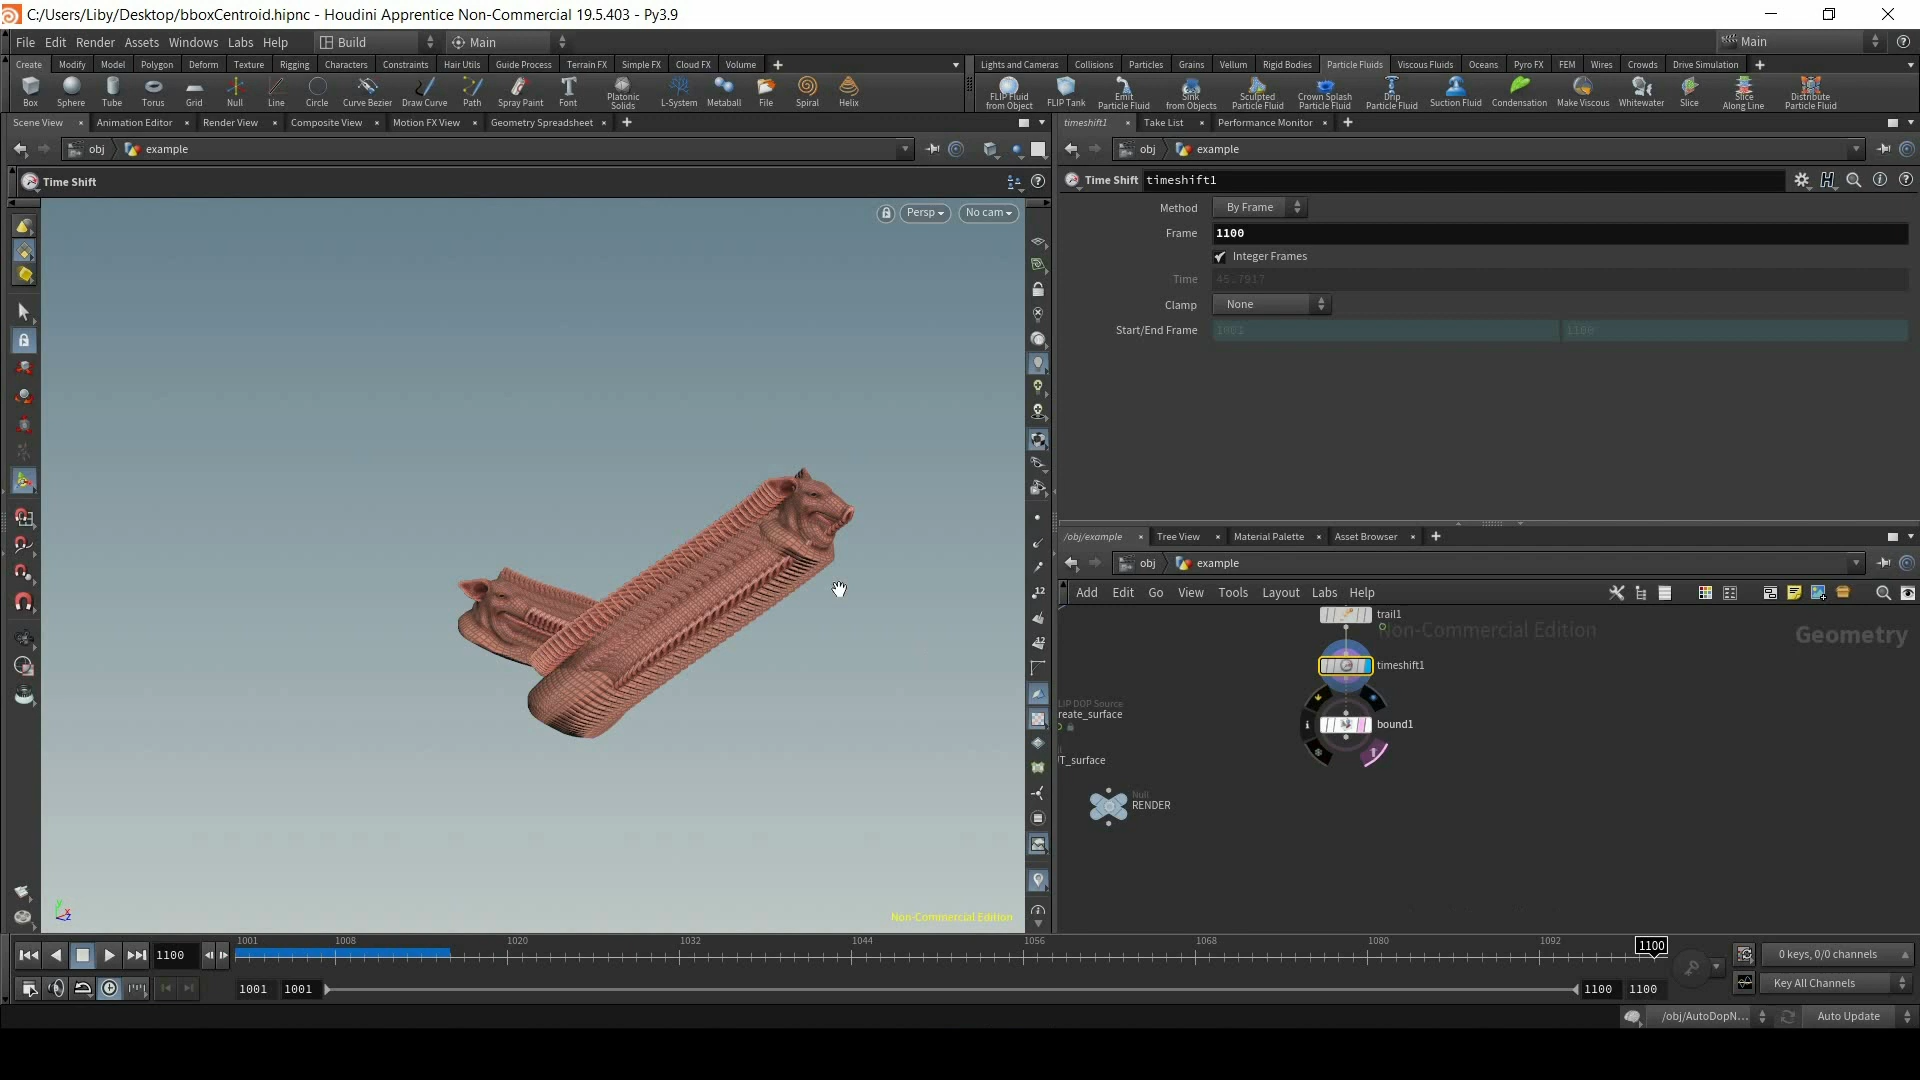 C:/Users/Liby/Desktop/bboxCentroid.hipnc - Houdini Apprentice Non-Commercial 19.5.403 - Py3.9
File Edit Render Assets Windows Labs Help Build Main Main
Create Modify Model Polygon Deform Texture Rigging Characters Constraints Hair Utils Guide Process Terrain FX Simple FX Cloud FX Volume
Lights and Cameras Collisions Particles Grains Vellum Rigid Bodies Particle Fluids Viscous Fluids Oceans Pyro FX FEM Wires Crowds Drive Simulation
Box Sphere Tube Torus Grid Null Line Circle Curve Bezier Draw Curve Path Spray Paint Font Platonic Solids L-System Metaball File Spiral Helix
FLIP Fluid from Object FLIP Tank Emit Particle Fluid Sink from Objects Sculpted Particle Fluid Crown Splash Particle Fluid Drip Particle Fluid Suction Fluid Condensation Make Viscous Whitewater Slice Slice Along Line Distribute Particle Fluid
Scene View Animation Editor Render View Composite View Motion FX View Geometry Spreadsheet
timeshift1 Take List Performance Monitor
obj example
obj example
Time Shift
Time Shift timeshift1
Persp No cam
Method By Frame
Frame 1100
Integer Frames
Time 45.7917
Clamp None
Start/End Frame 1001 1100
/obj/example Tree View Material Palette Asset Browser
obj example
Add Edit Go View Tools Layout Labs Help
trail1
Non-Commercial Edition
Geometry
timeshift1
LIP DOP Source
reate_surface
bound1
T_surface
Null
RENDER
Non-Commercial Edition
1100 1001 1008 1020 1032 1044 1056 1068 1080 1092 1100
0 keys, 0/0 channels
1001 1001 1100 1100
Key All Channels
/obj/AutoDopN... Auto Update